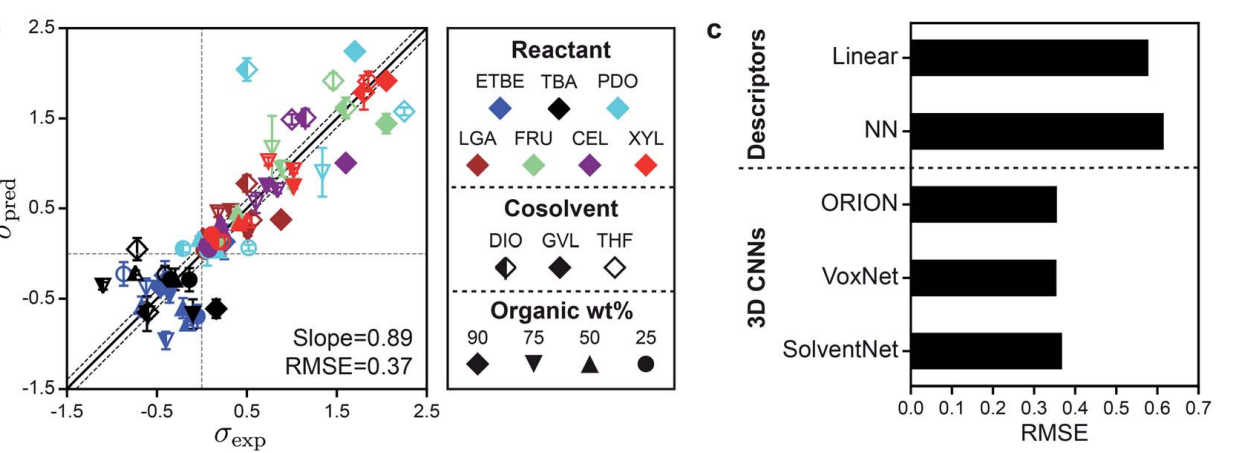 2.5
1.5
0.5
-0.5
-1.5
σpred
-1.5 -0.5 0.5 1.5 2.5
σexp
Slope=0.89
RMSE=0.37
Reactant
ETBE TBA PDO
LGA FRU CEL XYL
Cosolvent
DIO GVL THF
Organic wt%
90 75 50 25
c
Descriptors
3D CNNs
Linear
NN
ORION
VoxNet
SolventNet
0.0 0.1 0.2 0.3 0.4 0.5 0.6 0.7
RMSE